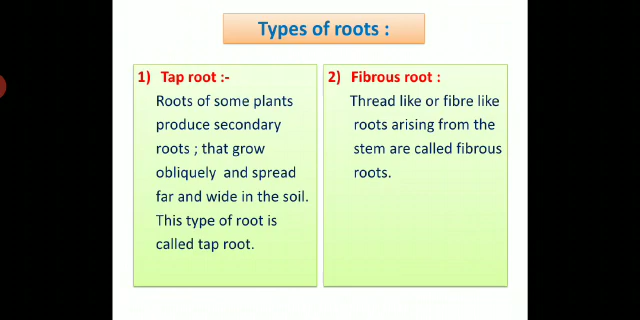 Types of roots :
1) Tap root :-
Roots of some plants
produce secondary
roots ; that grow
obliquely and spread
far and wide in the soil.
This type of root is
called tap root.
2) Fibrous root :
Thread like or fibre like
roots arising from the
stem are called fibrous
roots.